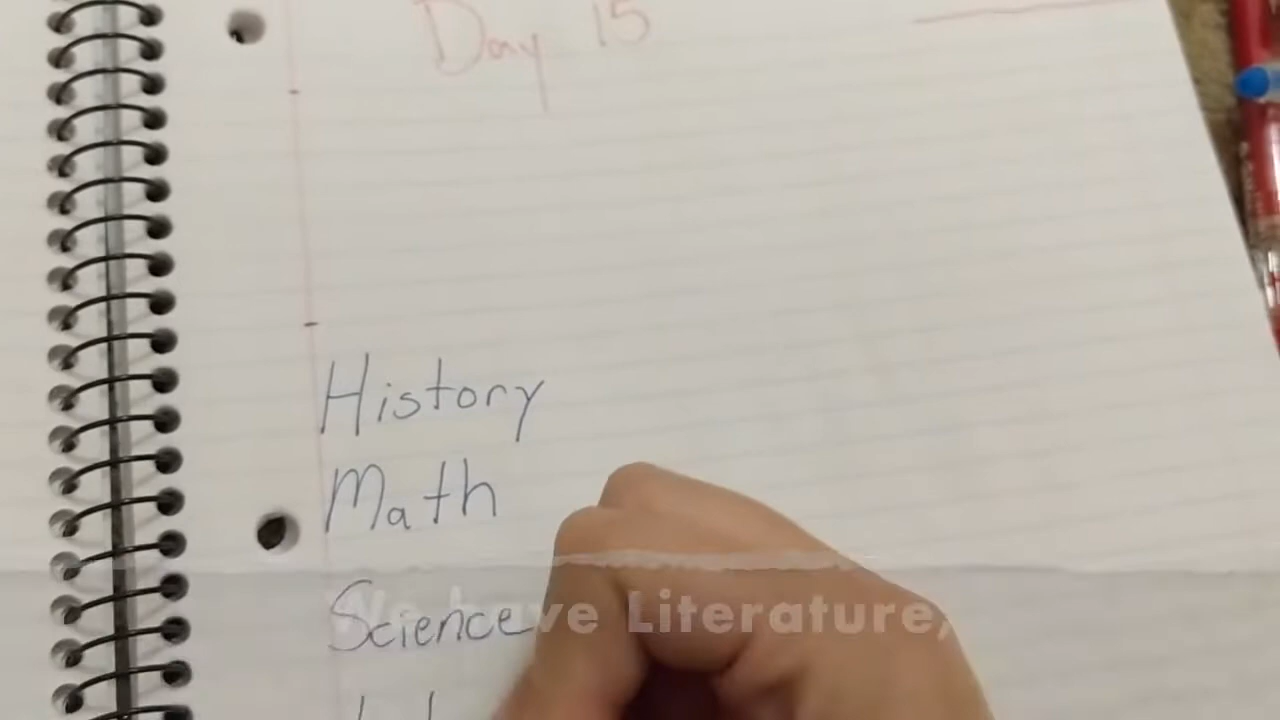 Day 15
History
Math
Science
We have Literature,